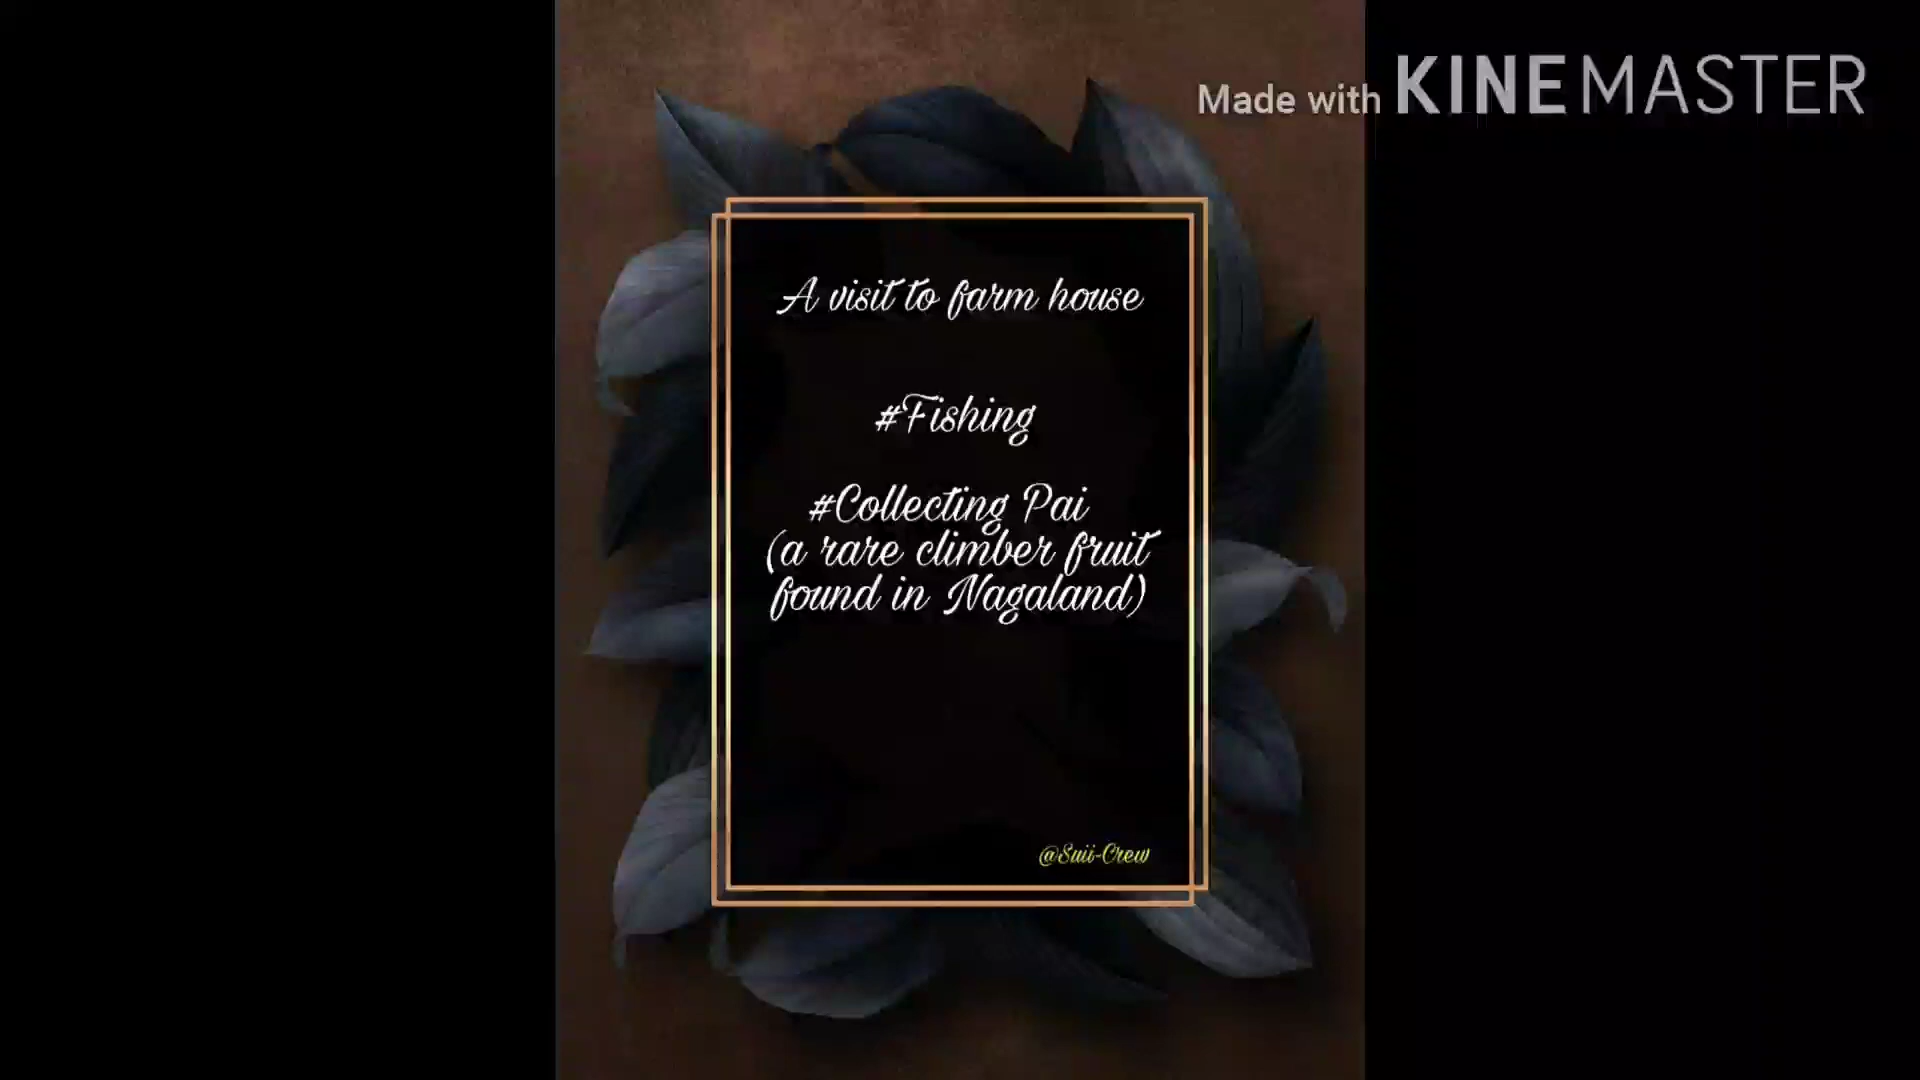 Made with KINEMASTER
A visit to farm house
#Fishing
#Collecting Pai
(a rare climber fruit
found in Nagaland)
@Suii-Crew